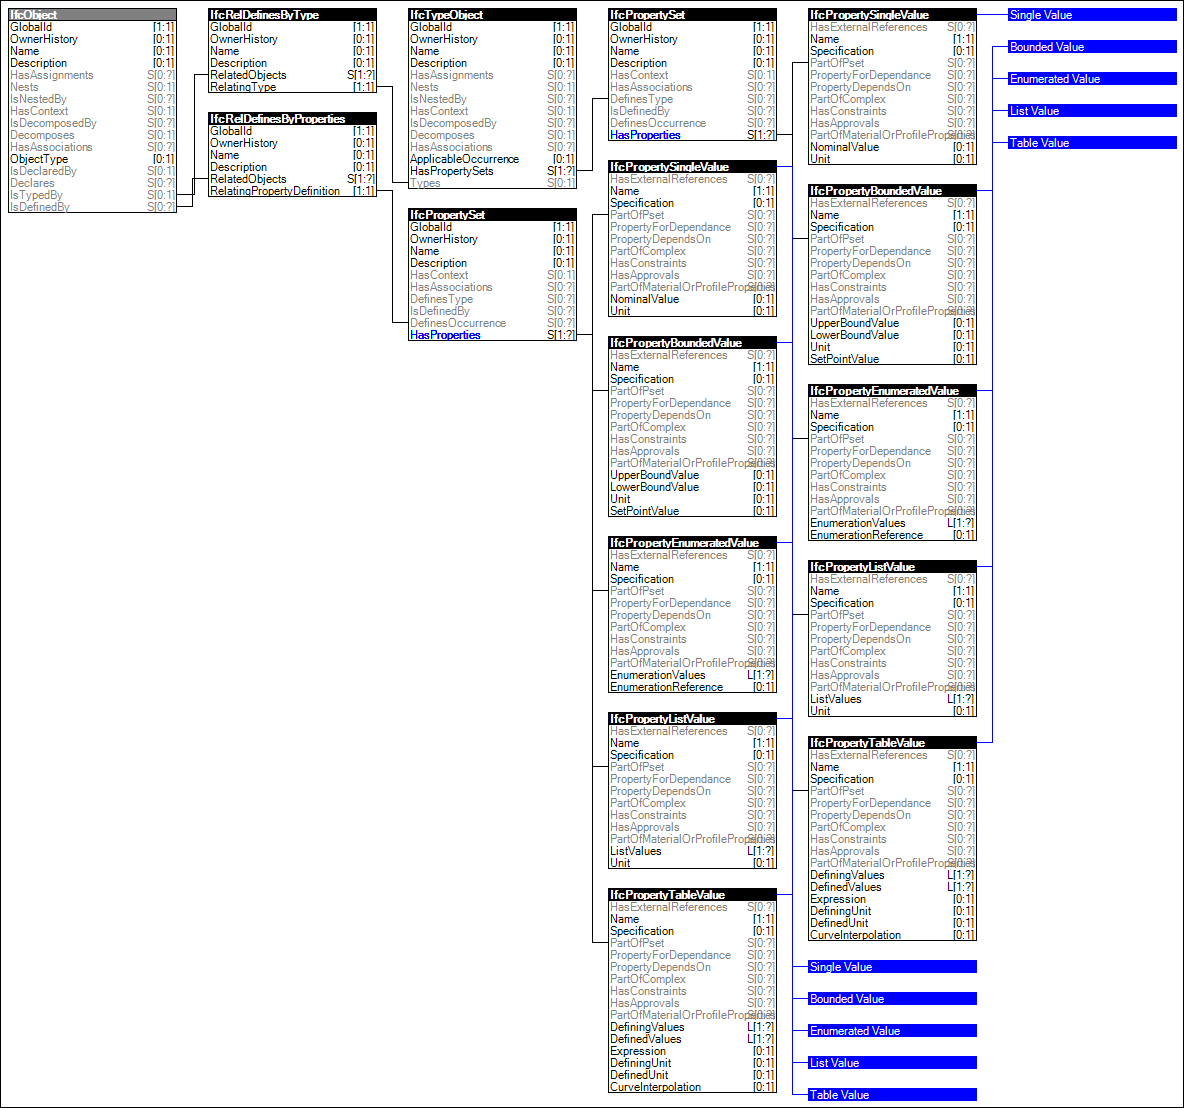 IfcObject
GlobalId [1:1]
OwnerHistory [0:1]
Name [0:1]
Description [0:1]
HasAssignments S[0:?]
Nests S[0:1]
IsNestedBy S[0:?]
HasContext S[0:1]
IsDecomposedBy S[0:?]
Decomposes S[0:1]
HasAssociations S[0:?]
ObjectType [0:1]
IsDeclaredBy S[0:1]
Declares S[0:?]
IsTypedBy S[0:1]
IsDefinedBy S[0:?]
IfcRelDefinesByType
GlobalId [1:1]
OwnerHistory [0:1]
Name [0:1]
Description [0:1]
RelatedObjects S[1:?]
RelatingType [1:1]
IfcRelDefinesByProperties
GlobalId [1:1]
OwnerHistory [0:1]
Name [0:1]
Description [0:1]
RelatedObjects S[1:?]
RelatingPropertyDefinition [1:1]
IfcTypeObject
GlobalId [1:1]
OwnerHistory [0:1]
Name [0:1]
Description [0:1]
HasAssignments S[0:?]
Nests S[0:1]
IsNestedBy S[0:?]
HasContext S[0:1]
IsDecomposedBy S[0:?]
Decomposes S[0:1]
HasAssociations S[0:?]
ApplicableOccurrence [0:1]
HasPropertySets S[1:?]
Types S[0:1]
IfcPropertySet
GlobalId [1:1]
OwnerHistory [0:1]
Name [0:1]
Description [0:1]
HasContext S[0:1]
HasAssociations S[0:?]
DefinesType S[0:?]
IsDefinedBy S[0:?]
DefinesOccurrence S[0:?]
HasProperties S[1:?]
IfcPropertySet
GlobalId [1:1]
OwnerHistory [0:1]
Name [0:1]
Description [0:1]
HasContext S[0:1]
HasAssociations S[0:?]
DefinesType S[0:?]
IsDefinedBy S[0:?]
DefinesOccurrence S[0:?]
HasProperties S[1:?]
IfcPropertySingleValue
HasExternalReferences S[0:?]
Name [1:1]
Specification [0:1]
PartOfPset S[0:?]
PropertyForDependance S[0:?]
PropertyDependsOn S[0:?]
PartOfComplex S[0:?]
HasConstraints S[0:?]
HasApprovals S[0:?]
PartOfMaterialOrProfileProperties S[0:?]
NominalValue [0:1]
Unit [0:1]
IfcPropertyBoundedValue
HasExternalReferences S[0:?]
Name [1:1]
Specification [0:1]
PartOfPset S[0:?]
PropertyForDependance S[0:?]
PropertyDependsOn S[0:?]
PartOfComplex S[0:?]
HasConstraints S[0:?]
HasApprovals S[0:?]
PartOfMaterialOrProfileProperties S[0:?]
UpperBoundValue [0:1]
LowerBoundValue [0:1]
Unit [0:1]
SetPointValue [0:1]
IfcPropertyEnumeratedValue
HasExternalReferences S[0:?]
Name [1:1]
Specification [0:1]
PartOfPset S[0:?]
PropertyForDependance S[0:?]
PropertyDependsOn S[0:?]
PartOfComplex S[0:?]
HasConstraints S[0:?]
HasApprovals S[0:?]
PartOfMaterialOrProfileProperties S[0:?]
EnumerationValues L[1:?]
EnumerationReference [0:1]
IfcPropertyListValue
HasExternalReferences S[0:?]
Name [1:1]
Specification [0:1]
PartOfPset S[0:?]
PropertyForDependance S[0:?]
PropertyDependsOn S[0:?]
PartOfComplex S[0:?]
HasConstraints S[0:?]
HasApprovals S[0:?]
PartOfMaterialOrProfileProperties S[0:?]
ListValues L[1:?]
Unit [0:1]
IfcPropertyTableValue
HasExternalReferences S[0:?]
Name [1:1]
Specification [0:1]
PartOfPset S[0:?]
PropertyForDependance S[0:?]
PropertyDependsOn S[0:?]
PartOfComplex S[0:?]
HasConstraints S[0:?]
HasApprovals S[0:?]
PartOfMaterialOrProfileProperties S[0:?]
DefiningValues L[1:?]
DefinedValues L[1:?]
Expression [0:1]
DefiningUnit [0:1]
DefinedUnit [0:1]
CurveInterpolation [0:1]
IfcPropertySingleValue
HasExternalReferences S[0:?]
Name [1:1]
Specification [0:1]
PartOfPset S[0:?]
PropertyForDependance S[0:?]
PropertyDependsOn S[0:?]
PartOfComplex S[0:?]
HasConstraints S[0:?]
HasApprovals S[0:?]
PartOfMaterialOrProfileProperties S[0:?]
NominalValue [0:1]
Unit [0:1]
IfcPropertyBoundedValue
HasExternalReferences S[0:?]
Name [1:1]
Specification [0:1]
PartOfPset S[0:?]
PropertyForDependance S[0:?]
PropertyDependsOn S[0:?]
PartOfComplex S[0:?]
HasConstraints S[0:?]
HasApprovals S[0:?]
PartOfMaterialOrProfileProperties S[0:?]
UpperBoundValue [0:1]
LowerBoundValue [0:1]
Unit [0:1]
SetPointValue [0:1]
IfcPropertyEnumeratedValue
HasExternalReferences S[0:?]
Name [1:1]
Specification [0:1]
PartOfPset S[0:?]
PropertyForDependance S[0:?]
PropertyDependsOn S[0:?]
PartOfComplex S[0:?]
HasConstraints S[0:?]
HasApprovals S[0:?]
PartOfMaterialOrProfileProperties S[0:?]
EnumerationValues L[1:?]
EnumerationReference [0:1]
IfcPropertyListValue
HasExternalReferences S[0:?]
Name [1:1]
Specification [0:1]
PartOfPset S[0:?]
PropertyForDependance S[0:?]
PropertyDependsOn S[0:?]
PartOfComplex S[0:?]
HasConstraints S[0:?]
HasApprovals S[0:?]
PartOfMaterialOrProfileProperties S[0:?]
ListValues L[1:?]
Unit [0:1]
IfcPropertyTableValue
HasExternalReferences S[0:?]
Name [1:1]
Specification [0:1]
PartOfPset S[0:?]
PropertyForDependance S[0:?]
PropertyDependsOn S[0:?]
PartOfComplex S[0:?]
HasConstraints S[0:?]
HasApprovals S[0:?]
PartOfMaterialOrProfileProperties S[0:?]
DefiningValues L[1:?]
DefinedValues L[1:?]
Expression [0:1]
DefiningUnit [0:1]
DefinedUnit [0:1]
CurveInterpolation [0:1]
Single Value
Bounded Value
Enumerated Value
List Value
Table Value
Single Value
Bounded Value
Enumerated Value
List Value
Table Value